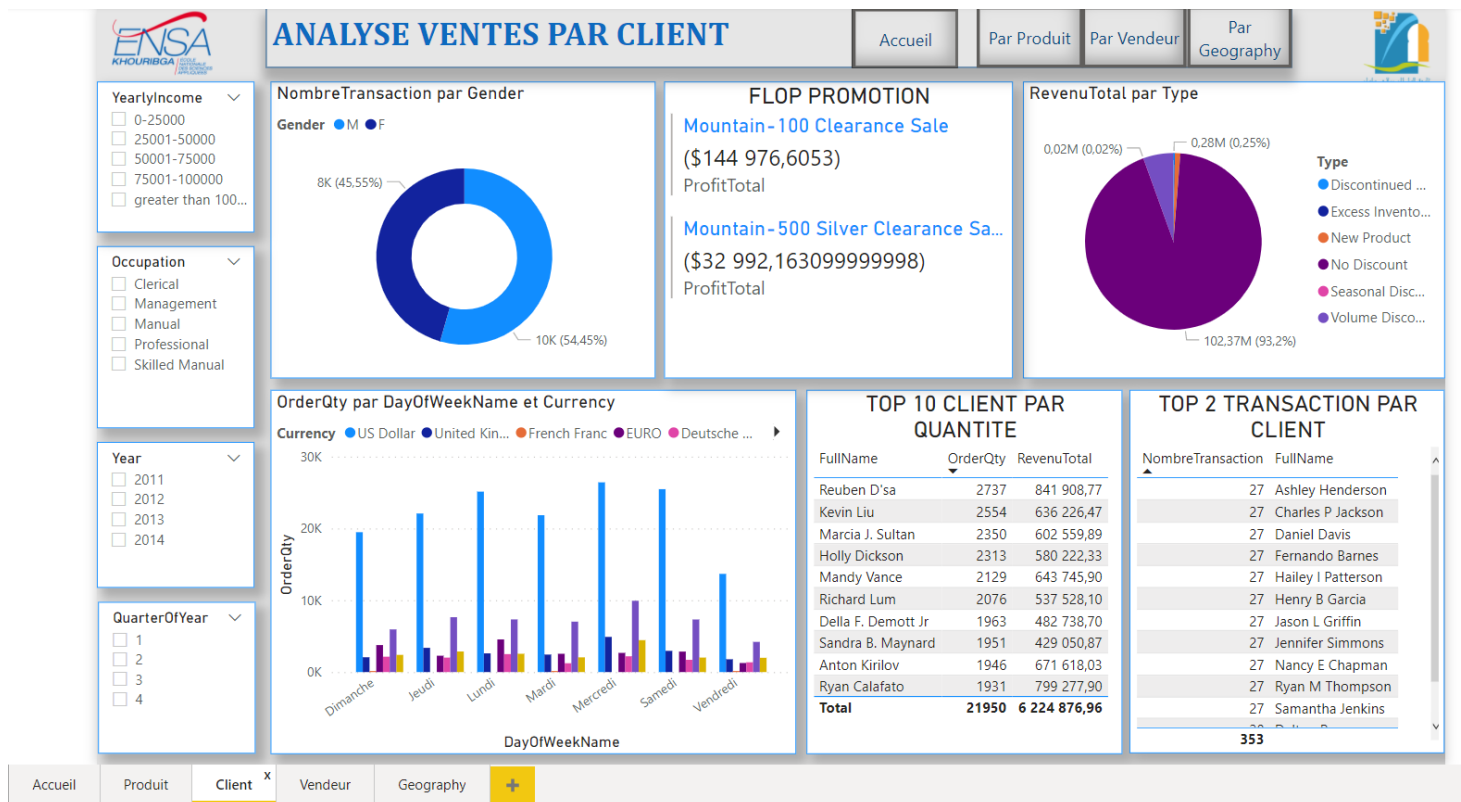 ENSA
KHOURIBGA
ÉCOLE
NATIONALE
DES SCIENCES
APPLIQUÉES
ANALYSE VENTES PAR CLIENT
Accueil
Par Produit
Par Vendeur
Par
Geography
YearlyIncome
0-25000
25001-50000
50001-75000
75001-100000
greater than 100...
Occupation
Clerical
Management
Manual
Professional
Skilled Manual
Year
2011
2012
2013
2014
QuarterOfYear
1
2
3
4
NombreTransaction par Gender
Gender M F
8K (45,55%)
10K (54,45%)
FLOP PROMOTION
Mountain-100 Clearance Sale
($144 976,6053)
ProfitTotal
Mountain-500 Silver Clearance Sa...
($32 992,163099999998)
ProfitTotal
RevenuTotal par Type
0,02M (0,02%)
0,28M (0,25%)
102,37M (93,2%)
Type
Discontinued ...
Excess Invento...
New Product
No Discount
Seasonal Disc...
Volume Disco...
OrderQty par DayOfWeekName et Currency
Currency US Dollar United Kin... French Franc EURO Deutsche ...
30K
20K
10K
0K
OrderQty
Dimanche
Jeudi
Lundi
Mardi
Mercredi
Samedi
Vendredi
DayOfWeekName
TOP 10 CLIENT PAR
QUANTITE
FullName OrderQty RevenuTotal
Reuben D'sa 2737 841 908,77
Kevin Liu 2554 636 226,47
Marcia J. Sultan 2350 602 559,89
Holly Dickson 2313 580 222,33
Mandy Vance 2129 643 745,90
Richard Lum 2076 537 528,10
Della F. Demott Jr 1963 482 738,70
Sandra B. Maynard 1951 429 050,87
Anton Kirilov 1946 671 618,03
Ryan Calafato 1931 799 277,90
Total 21950 6 224 876,96
TOP 2 TRANSACTION PAR
CLIENT
NombreTransaction FullName
27 Ashley Henderson
27 Charles P Jackson
27 Daniel Davis
27 Fernando Barnes
27 Hailey I Patterson
27 Henry B Garcia
27 Jason L Griffin
27 Jennifer Simmons
27 Nancy E Chapman
27 Ryan M Thompson
27 Samantha Jenkins
353
Accueil
Produit
Client x
Vendeur
Geography
+